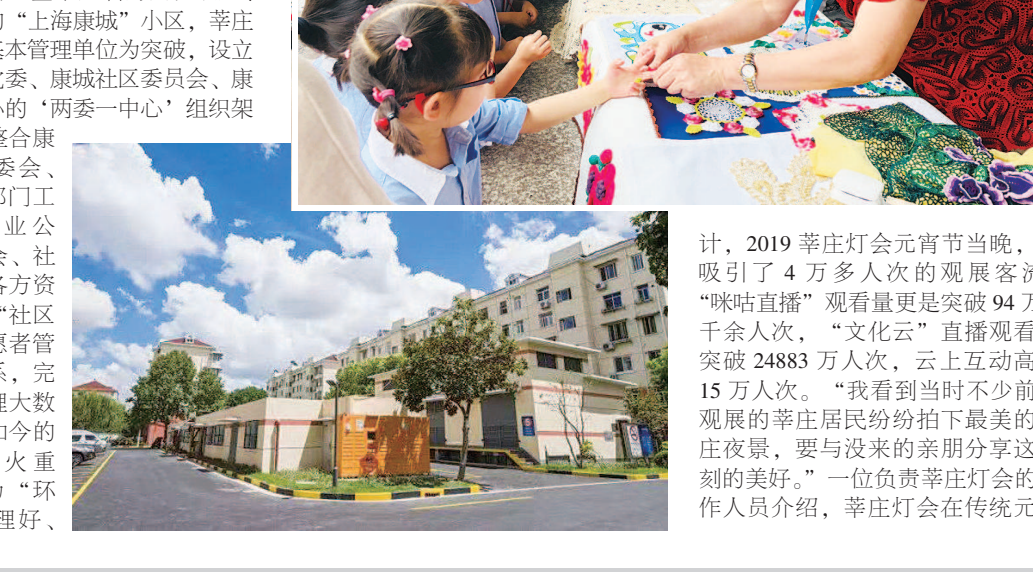 “上海康城”小区，莘庄
基本管理单位为突破，设立
党委、康城社区委员会、康
的‘两委一中心’组织架
整合康
委会、
部门工
业公
会、社
各方资
“社区
愿者管
系，完
理大数
如今的
火重
“环
理好、
计，2019 莘庄灯会元宵节当晚，
吸引了 4 万多人次的观展客流
“咪咕直播”观看量更是突破 94 万
千余人次，“文化云”直播观看
突破 24883 万人次，云上互动高
15 万人次。“我看到当时不少前
观展的莘庄居民纷纷拍下最美的
庄夜景，要与没来的亲朋分享这
刻的美好。”一位负责莘庄灯会的
作人员介绍，莘庄灯会在传统元